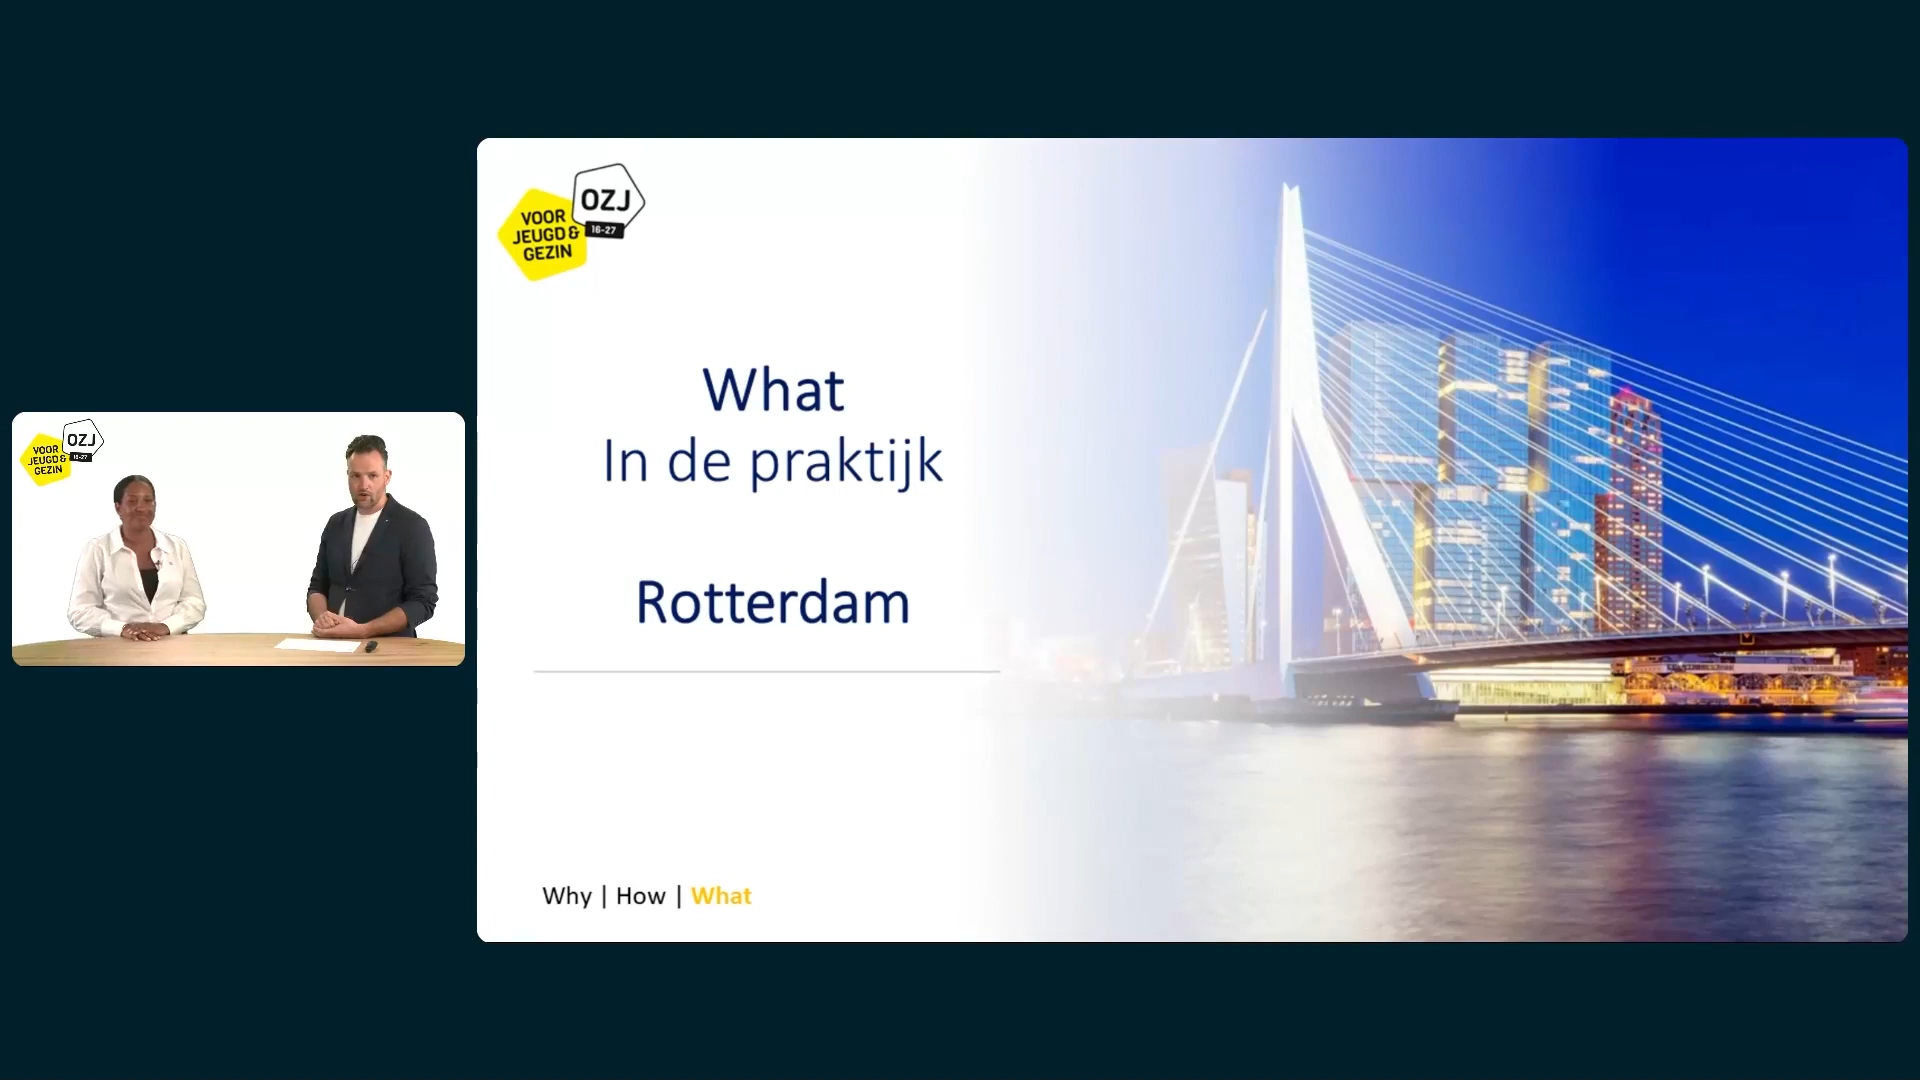 VOOR
JEUGD &
GEZIN
OZJ
16-27
VOOR
JEUGD &
GEZIN
OZJ
16-27
What
In de praktijk
Rotterdam
Why | How | What